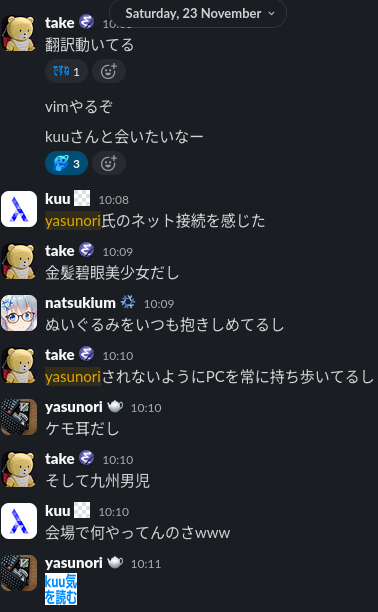 Saturday, 23 November
take
翻訳動いてる
ですね 1
vimやるぞ
kuuさんと会いたいなー
3
kuu 10:08
yasunori氏のネット接続を感じた
take 10:09
金髪碧眼美少女だし
natsukium 10:09
ぬいぐるみをいつも抱きしめてるし
take 10:10
yasunoriされないようにPCを常に持ち歩いてるし
yasunori 10:10
ケモ耳だし
take 10:10
そして九州男児
kuu 10:10
会場で何やってんのさwww
yasunori 10:11
kuu気
を読む